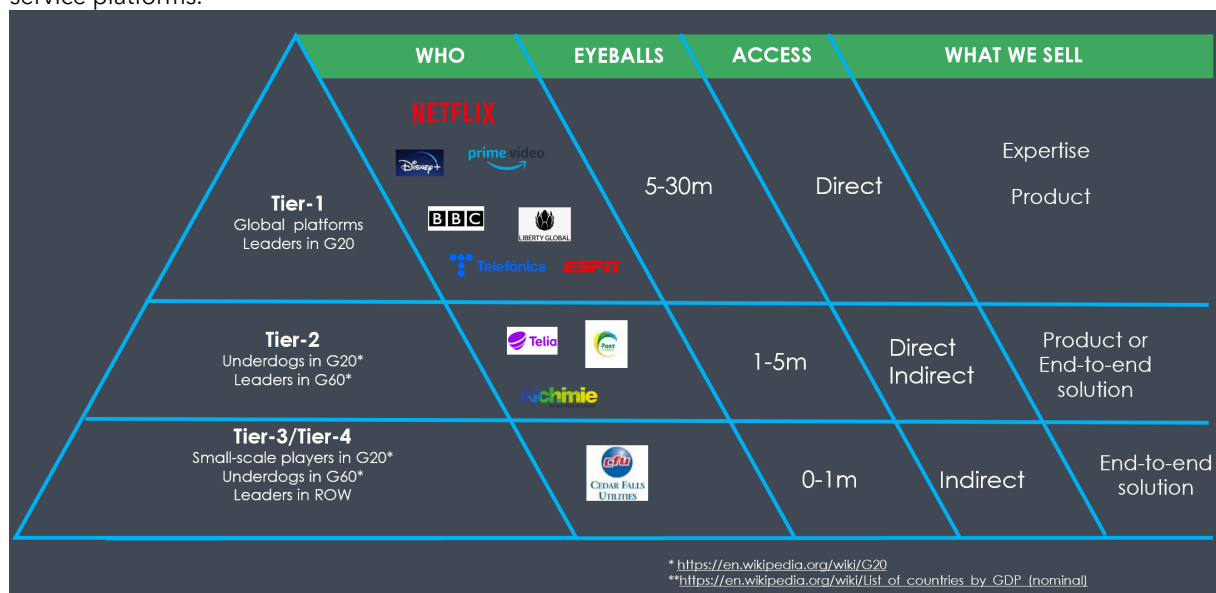 service platforms.
WHO EYEBALLS ACCESS WHAT WE SELL
Tier-1
Global platforms
Leaders in G20
NETFLIX
Disney+
prime video
BBC
LIBERTY GLOBAL
Telefónica
ESPN
5-30m
Direct
Expertise
Product
Tier-2
Underdogs in G20*
Leaders in G60*
Telia
POST
Alchimie
1-5m
Direct
Indirect
Product or
End-to-end
solution
Tier-3/Tier-4
Small-scale players in G20*
Underdogs in G60*
Leaders in ROW
cfu
CEDAR FALLS
UTILITIES
0-1m
Indirect
End-to-end
solution
* https://en.wikipedia.org/wiki/G20
**https://en.wikipedia.org/wiki/List_of_countries_by_GDP_(nominal)